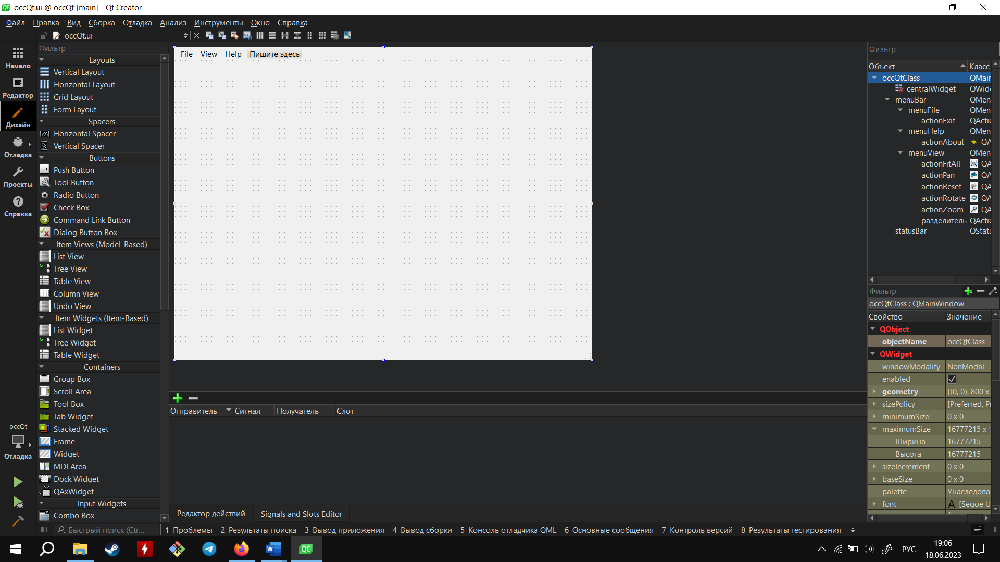 occQt.ui @ occQt [main] - Qt Creator
Файл Правка Вид Сборка Отладка Анализ Инструменты Окно Справка
occQt.ui
Начало
Редактор
Дизайн
Отладка
Проекты
Справка
occQt
Отладка
Фильтр
Layouts
Vertical Layout
Horizontal Layout
Grid Layout
Form Layout
Spacers
Horizontal Spacer
Vertical Spacer
Buttons
Push Button
Tool Button
Radio Button
Check Box
Command Link Button
Dialog Button Box
Item Views (Model-Based)
List View
Tree View
Table View
Column View
Undo View
Item Widgets (Item-Based)
List Widget
Tree Widget
Table Widget
Containers
Group Box
Scroll Area
Tool Box
Tab Widget
Stacked Widget
Frame
Widget
MDI Area
Dock Widget
QAxWidget
Input Widgets
Combo Box
File View Help Пишите здесь
Отправитель Сигнал Получатель Слот
Редактор действий Signals and Slots Editor
Фильтр
Объект Класс
occQtClass QMair
centralWidget QWidg
menuBar QMen
menuFile QMen
actionExit QActic
menuHelp QMen
actionAbout QA
menuView QMen
actionFitAll QA
actionPan QA
actionReset QA
actionRotate QA
actionZoom QA
разделитель QActic
statusBar QStatu
Фильтр
occQtClass : QMainWindow
Свойство Значение
QObject
objectName occQtClass
QWidget
windowModality NonModal
enabled
geometry [(0, 0), 800 x
sizePolicy [Preferred, Pr
minimumSize 0 x 0
maximumSize 16777215 x 1
Ширина 16777215
Высота 16777215
sizeIncrement 0 x 0
baseSize 0 x 0
palette Унаследова
font A [Segoe U
Быстрый поиск (Ctr...
1 Проблемы 2 Результаты поиска 3 Вывод приложения 4 Вывод сборки 5 Консоль отладчика QML 6 Основные сообщения 7 Контроль версий 8 Результаты тестирования
РУС
19:06
18.06.2023